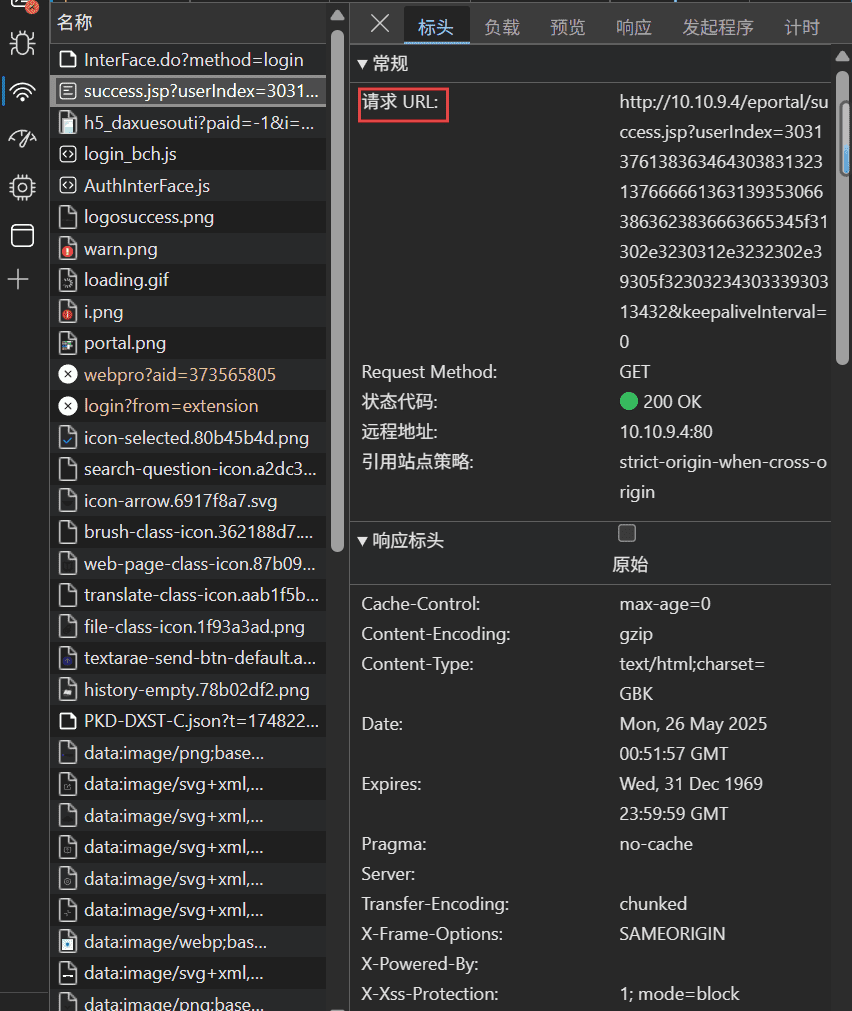 名称
InterFace.do?method=login
success.jsp?userIndex=3031...
h5_daxuesouti?paid=-1&i=...
login_bch.js
AuthInterFace.js
logosuccess.png
warn.png
loading.gif
i.png
portal.png
webpro?aid=373565805
login?from=extension
icon-selected.80b45b4d.png
search-question-icon.a2dc3...
icon-arrow.6917f8a7.svg
brush-class-icon.362188d7....
web-page-class-icon.87b09...
translate-class-icon.aab1f5b...
file-class-icon.1f93a3ad.png
textarae-send-btn-default.a...
history-empty.78b02df2.png
PKD-DXST-C.json?t=174822...
data:image/png;base...
data:image/svg+xml,...
data:image/svg+xml,...
data:image/svg+xml,...
data:image/svg+xml,...
data:image/svg+xml,...
data:image/webp;bas...
data:image/svg+xml,...
data:image/png;base...
标头 负载 预览 响应 发起程序 计时
常规
请求 URL: http://10.10.9.4/eportal/su
ccess.jsp?userIndex=3031
376138363464303831323
1376666613631393530 66
3863623836663665345f31
302e3230312e3232302e3
9305f32303234303339303
13432&keepaliveInterval=
0
Request Method: GET
状态代码: 200 OK
远程地址: 10.10.9.4:80
引用站点策略: strict-origin-when-cross-o
rigin
响应标头
原始
Cache-Control: max-age=0
Content-Encoding: gzip
Content-Type: text/html;charset=
GBK
Date: Mon, 26 May 2025
00:51:57 GMT
Expires: Wed, 31 Dec 1969
23:59:59 GMT
Pragma: no-cache
Server:
Transfer-Encoding: chunked
X-Frame-Options: SAMEORIGIN
X-Powered-By:
X-Xss-Protection: 1; mode=block